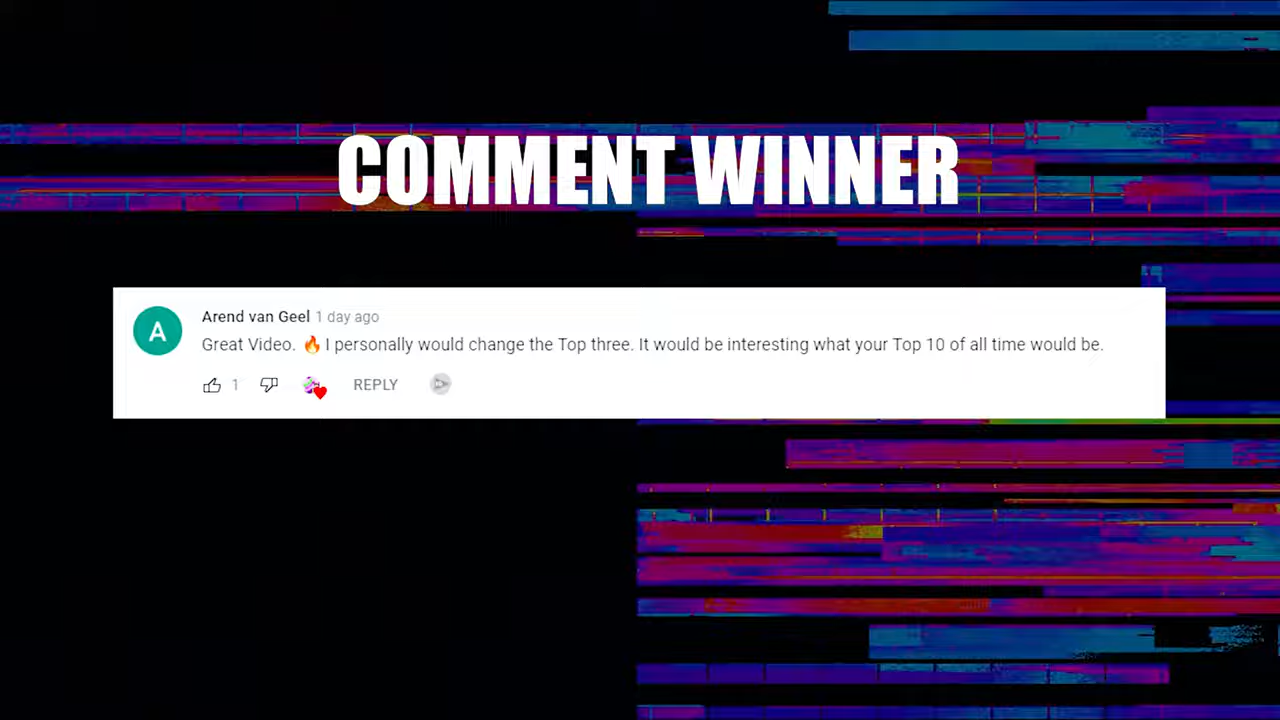 COMMENT WINNER
A
Arend van Geel 1 day ago
Great Video. 🔥 I personally would change the Top three. It would be interesting what your Top 10 of all time would be.
1 REPLY